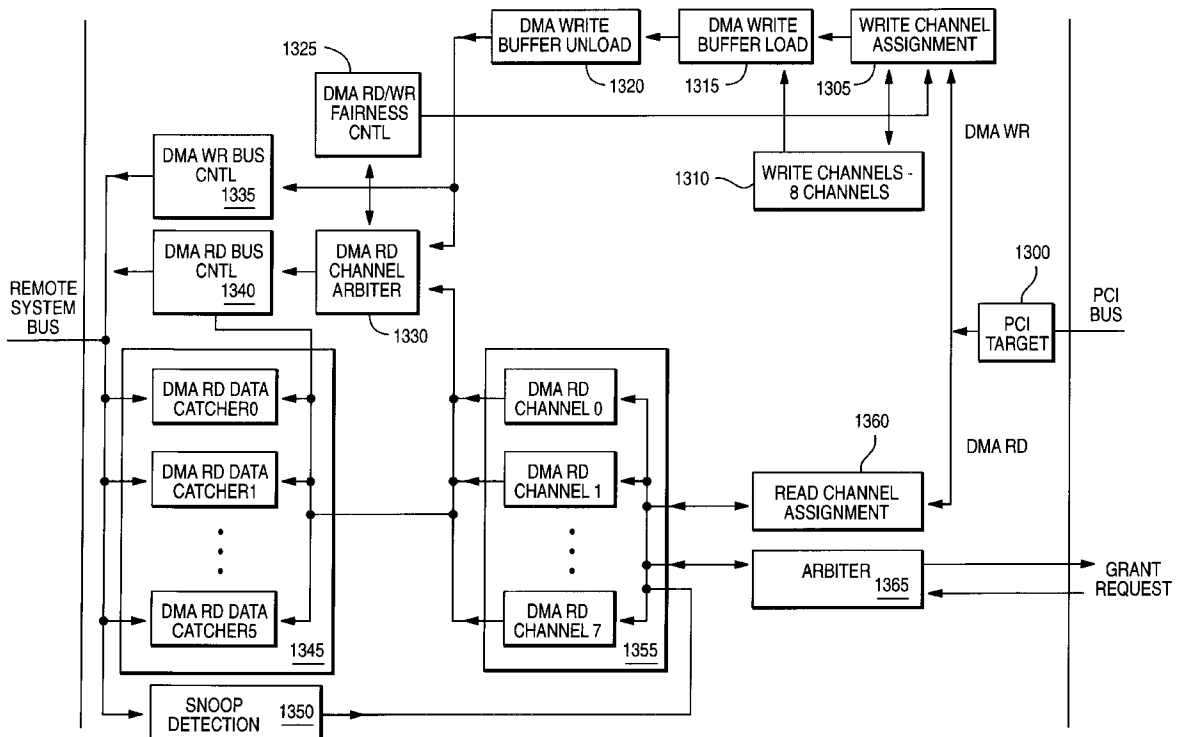 DMA WRITE
BUFFER UNLOAD
1320
DMA WRITE
BUFFER LOAD
1315
WRITE CHANNEL
ASSIGNMENT
1305
1325
DMA RD/WR
FAIRNESS
CNTL
DMA WR
DMA WR BUS
CNTL
1335
1310
WRITE CHANNELS -
8 CHANNELS
DMA RD BUS
CNTL
1340
DMA RD
CHANNEL
ARBITER
1330
1300
PCI
TARGET
PCI
BUS
REMOTE
SYSTEM
BUS
DMA RD DATA
CATCHER0
DMA RD DATA
CATCHER1
DMA RD DATA
CATCHER5
1345
DMA RD
CHANNEL 0
DMA RD
CHANNEL 1
DMA RD
CHANNEL 7
1355
1360
DMA RD
READ CHANNEL
ASSIGNMENT
ARBITER
1365
GRANT
REQUEST
SNOOP
DETECTION
1350